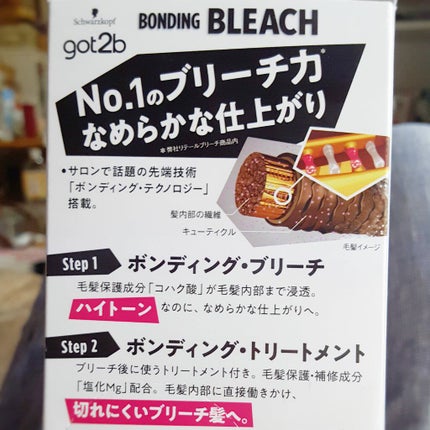 Schwarzkopf
got2b
BONDING BLEACH
No.1のブリーチ力*
なめらかな仕上がり
*弊社リテールブリーチ商品内
•サロンで話題の先端技術
「ボンディング・テクノロジー」
搭載。
髪内部の繊維
キューティクル
毛髪イメージ
Step 1 ボンディング・ブリーチ
毛髪保護成分「コハク酸」が毛髪内部まで浸透。
ハイトーン なのに、なめらかな仕上がりへ。
Step 2 ボンディング・トリートメント
ブリーチ後に使うトリートメント付き。毛髪保護・補修成分
「塩化Mg」配合。毛髪内部に直接働きかけ、
切れにくいブリーチ髪へ。